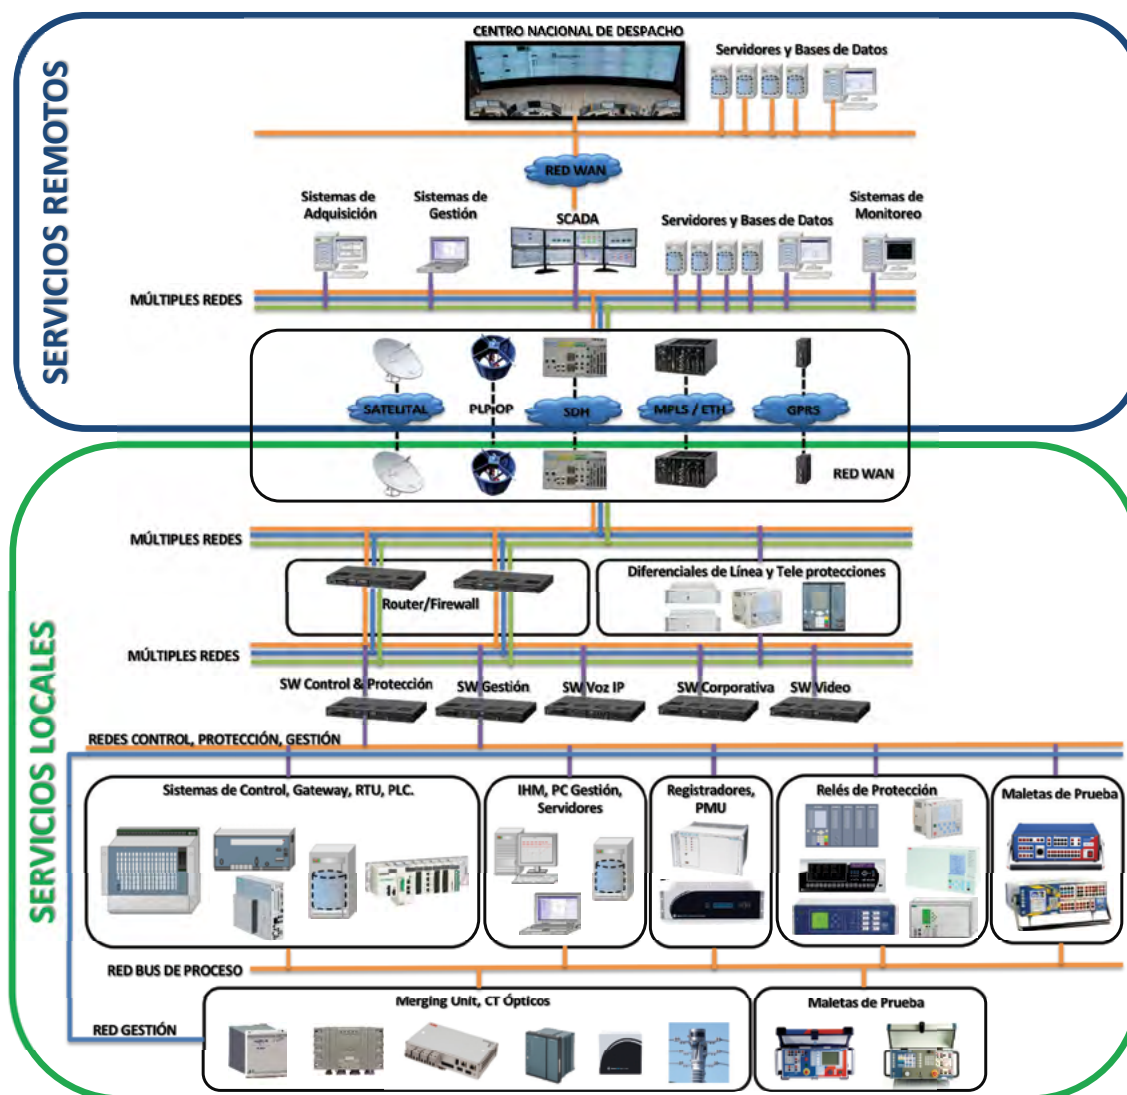 CENTRO NACIONAL DE DESPACHO
Servidores y Bases de Datos
RED WAN
SERVICIOS REMOTOS
Sistemas de
Adquisición
Sistemas de
Gestión
SCADA
Servidores y Bases de Datos
Sistemas de
Monitoreo
MÚLTIPLES REDES
SATELITAL
PLP OP
SDH
MPLS / ETH
GPRS
RED WAN
SERVICIOS LOCALES
MÚLTIPLES REDES
Router/Firewall
Diferenciales de Línea y Tele protecciones
MÚLTIPLES REDES
SW Control & Protección
SW Gestión
SW Voz IP
SW Corporativa
SW Video
REDES CONTROL, PROTECCIÓN, GESTIÓN
Sistemas de Control, Gateway, RTU, PLC.
IHM, PC Gestión,
Servidores
Registradores,
PMU
Relés de Protección
Maletas de Prueba
RED BUS DE PROCESO
Merging Unit, CT Ópticos
Maletas de Prueba
RED GESTIÓN